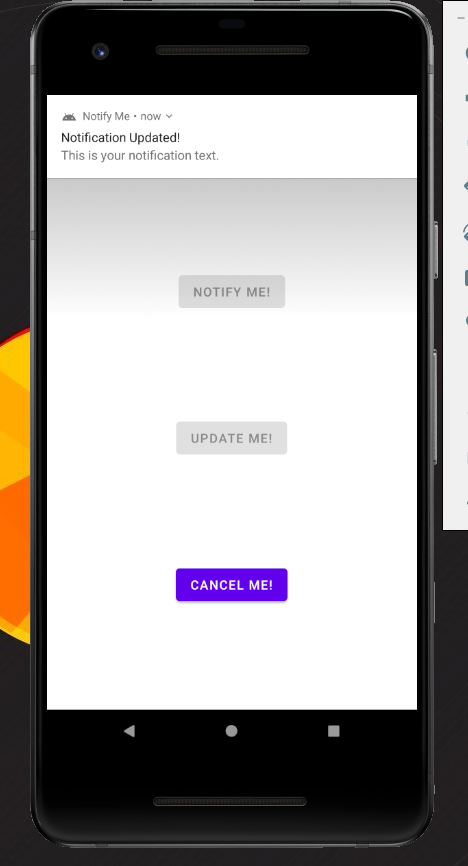 Notify Me • now
Notification Updated!
This is your notification text.
NOTIFY ME!
UPDATE ME!
CANCEL ME!